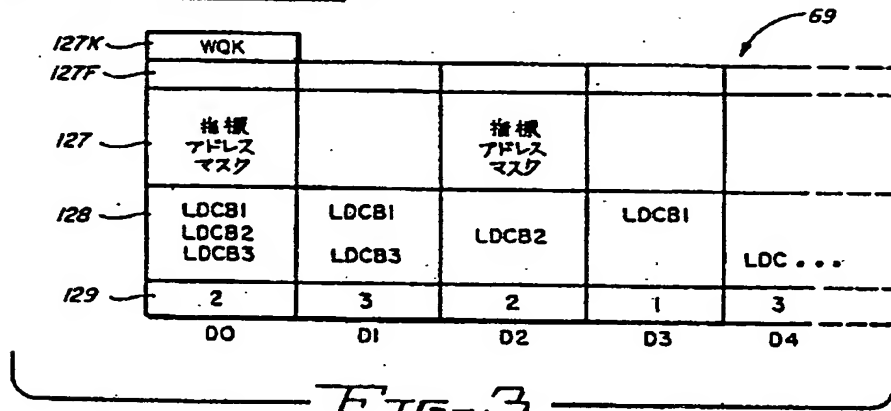 69
127K WQK
127F
127 指標 指標
アドレス アドレス
マスク マスク
128 LDCB1 LDCB1 LDCB1
LDCB2 LDCB2
LDCB3 LDCB3 LDC...
129 2 3 2 1 3
D0 D1 D2 D3 D4
FIG-3